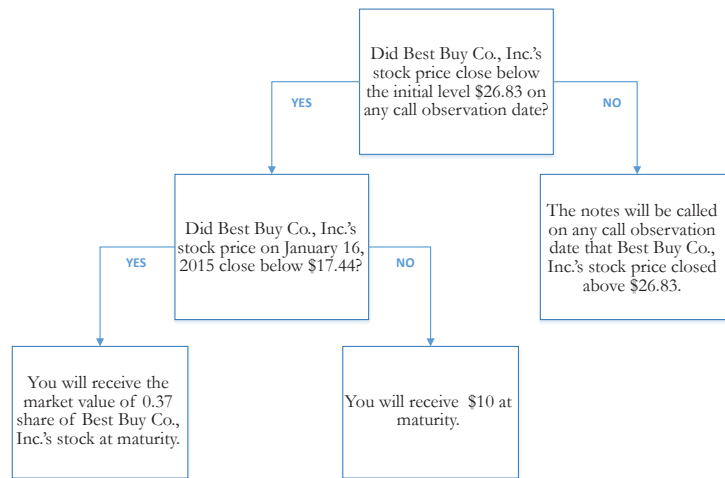 Did Best Buy Co., Inc.'s
stock price close below
the initial level $26.83 on
any call observation date?
YES
NO
Did Best Buy Co., Inc.'s
stock price on January 16,
2015 close below $17.44?
The notes will be called
on any call observation
date that Best Buy Co.,
Inc.'s stock price closed
above $26.83.
YES
NO
You will receive the
market value of 0.37
share of Best Buy Co.,
Inc.'s stock at maturity.
You will receive $10 at
maturity.